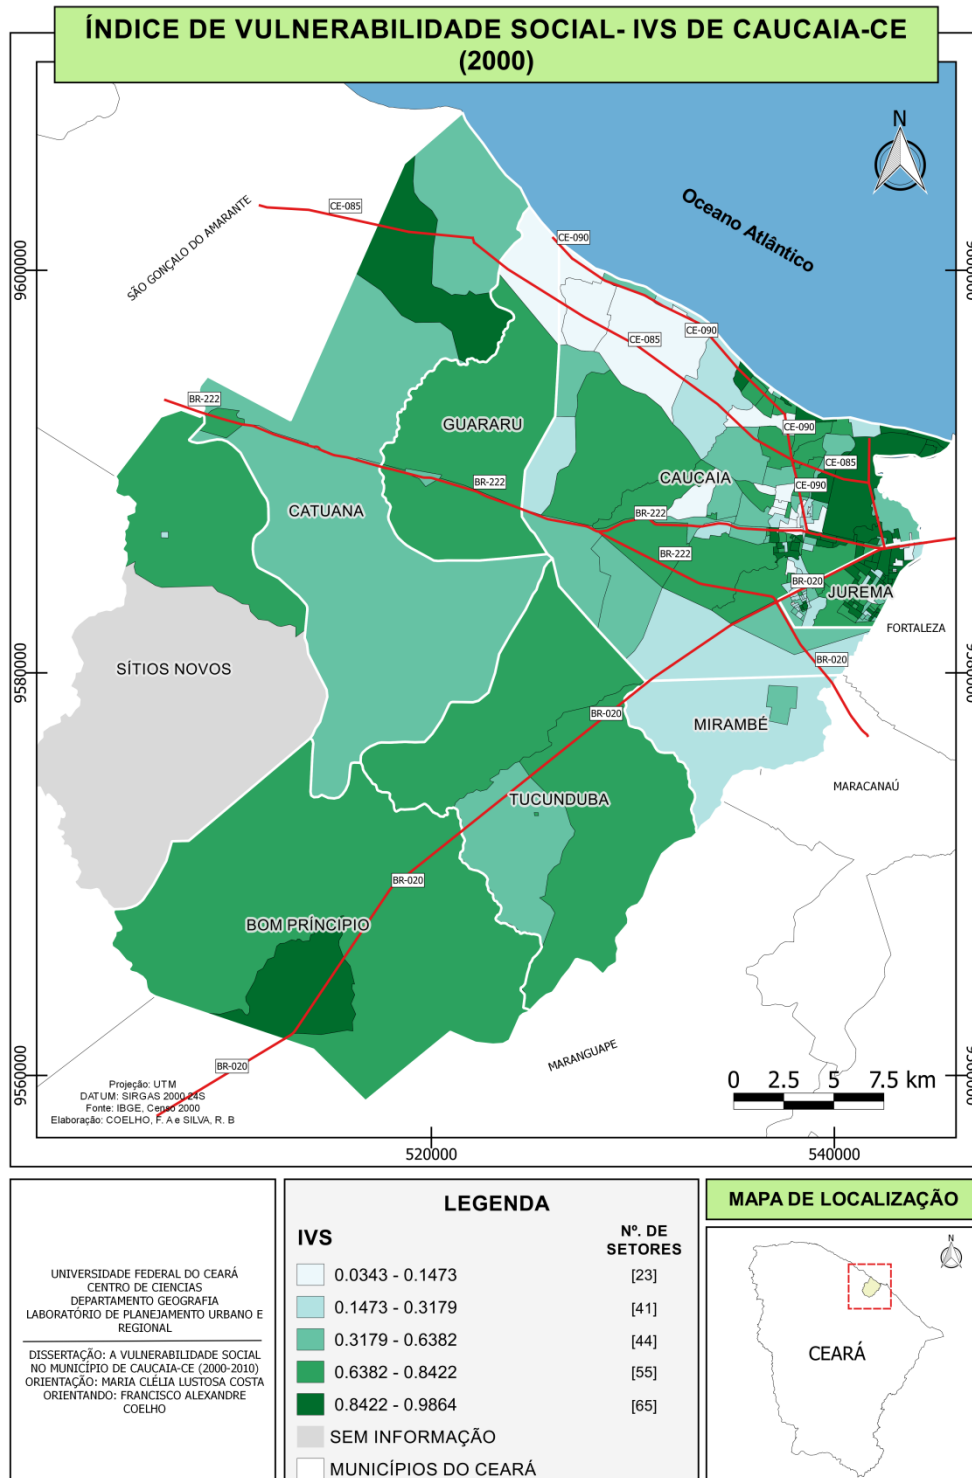 ÍNDICE DE VULNERABILIDADE SOCIAL- IVS DE CAUCAIA-CE
(2000)
N
Oceano Atlântico
SÃO GONÇALO DO AMARANTE
CE-085
CE-090
CE-090
CE-085
BR-222
GUARARU
CE-090
CAUCAIA
CE-085
BR-222
CE-090
CATUANA
BR-222
BR-222
BR-020
JUREMA
FORTALEZA
SÍTIOS NOVOS
BR-020
BR-020
MIRAMBÉ
MARACANAÚ
TUCUNDUBA
BR-020
BOM PRÍNCIPIO
MARANGUAPE
BR-020
9600000
9580000
9560000
9600000
9580000
9560000
Projeção: UTM
DATUM: SIRGAS 2000 24S
Fonte: IBGE, Censo 2000
Elaboração: COELHO, F. A e SILVA, R. B
0 2.5 5 7.5 km
520000
540000
UNIVERSIDADE FEDERAL DO CEARÁ
CENTRO DE CIENCIAS
DEPARTAMENTO GEOGRAFIA
LABORATÓRIO DE PLANEJAMENTO URBANO E
REGIONAL
DISSERTAÇÃO: A VULNERABILIDADE SOCIAL
NO MUNICÍPIO DE CAUCAIA-CE (2000-2010)
ORIENTAÇÃO: MARIA CLÉLIA LUSTOSA COSTA
ORIENTANDO: FRANCISCO ALEXANDRE
COELHO
LEGENDA
IVS
Nº. DE
SETORES
0.0343 - 0.1473 [23]
0.1473 - 0.3179 [41]
0.3179 - 0.6382 [44]
0.6382 - 0.8422 [55]
0.8422 - 0.9864 [65]
SEM INFORMAÇÃO
MUNICÍPIOS DO CEARÁ
MAPA DE LOCALIZAÇÃO
N
CEARÁ